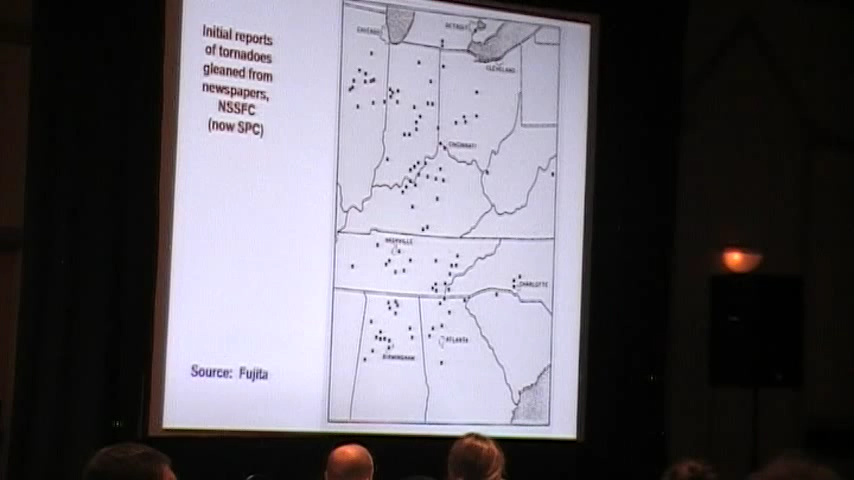 Initial reports
of tornadoes
gleaned from
newspapers,
NSSFC
(now SPC)
CHICAGO
DETROIT
CLEVELAND
CINCINNATI
NASHVILLE
CHARLOTTE
ATLANTA
BIRMINGHAM
Source: Fujita